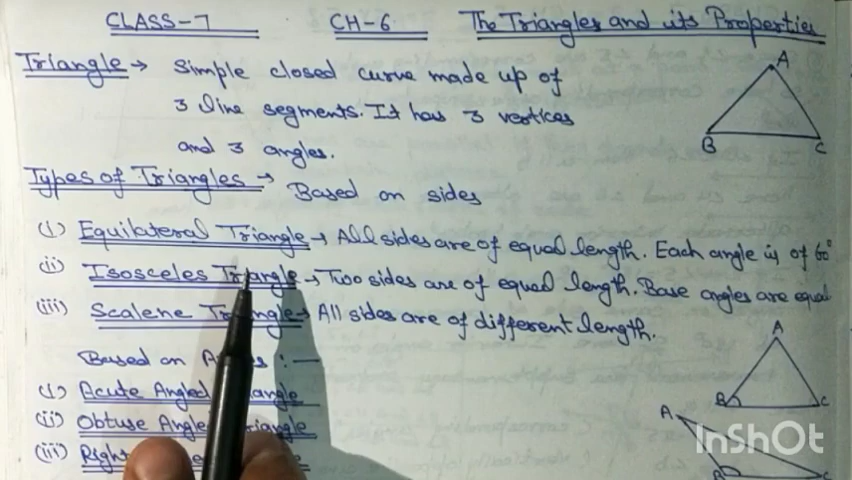 CLASS-7 CH-6 The Triangles and its Properties
Triangle → Simple closed curve made up of
3 line segments. It has 3 vertices
and 3 angles.
A
B C
Types of Triangles → Based on sides
(i) Equilateral Triangle → All sides are of equal length. Each angle is of 60°
(ii) Isosceles Triangle → Two sides are of equal length. Base angles are equal
(iii) Scalene Triangle → All sides are of different length.
Based on :—
(i) Acute Angled Triangle
(ii) Obtuse Angled Triangle
(iii) Right
A
B C
A
B C
InShOt